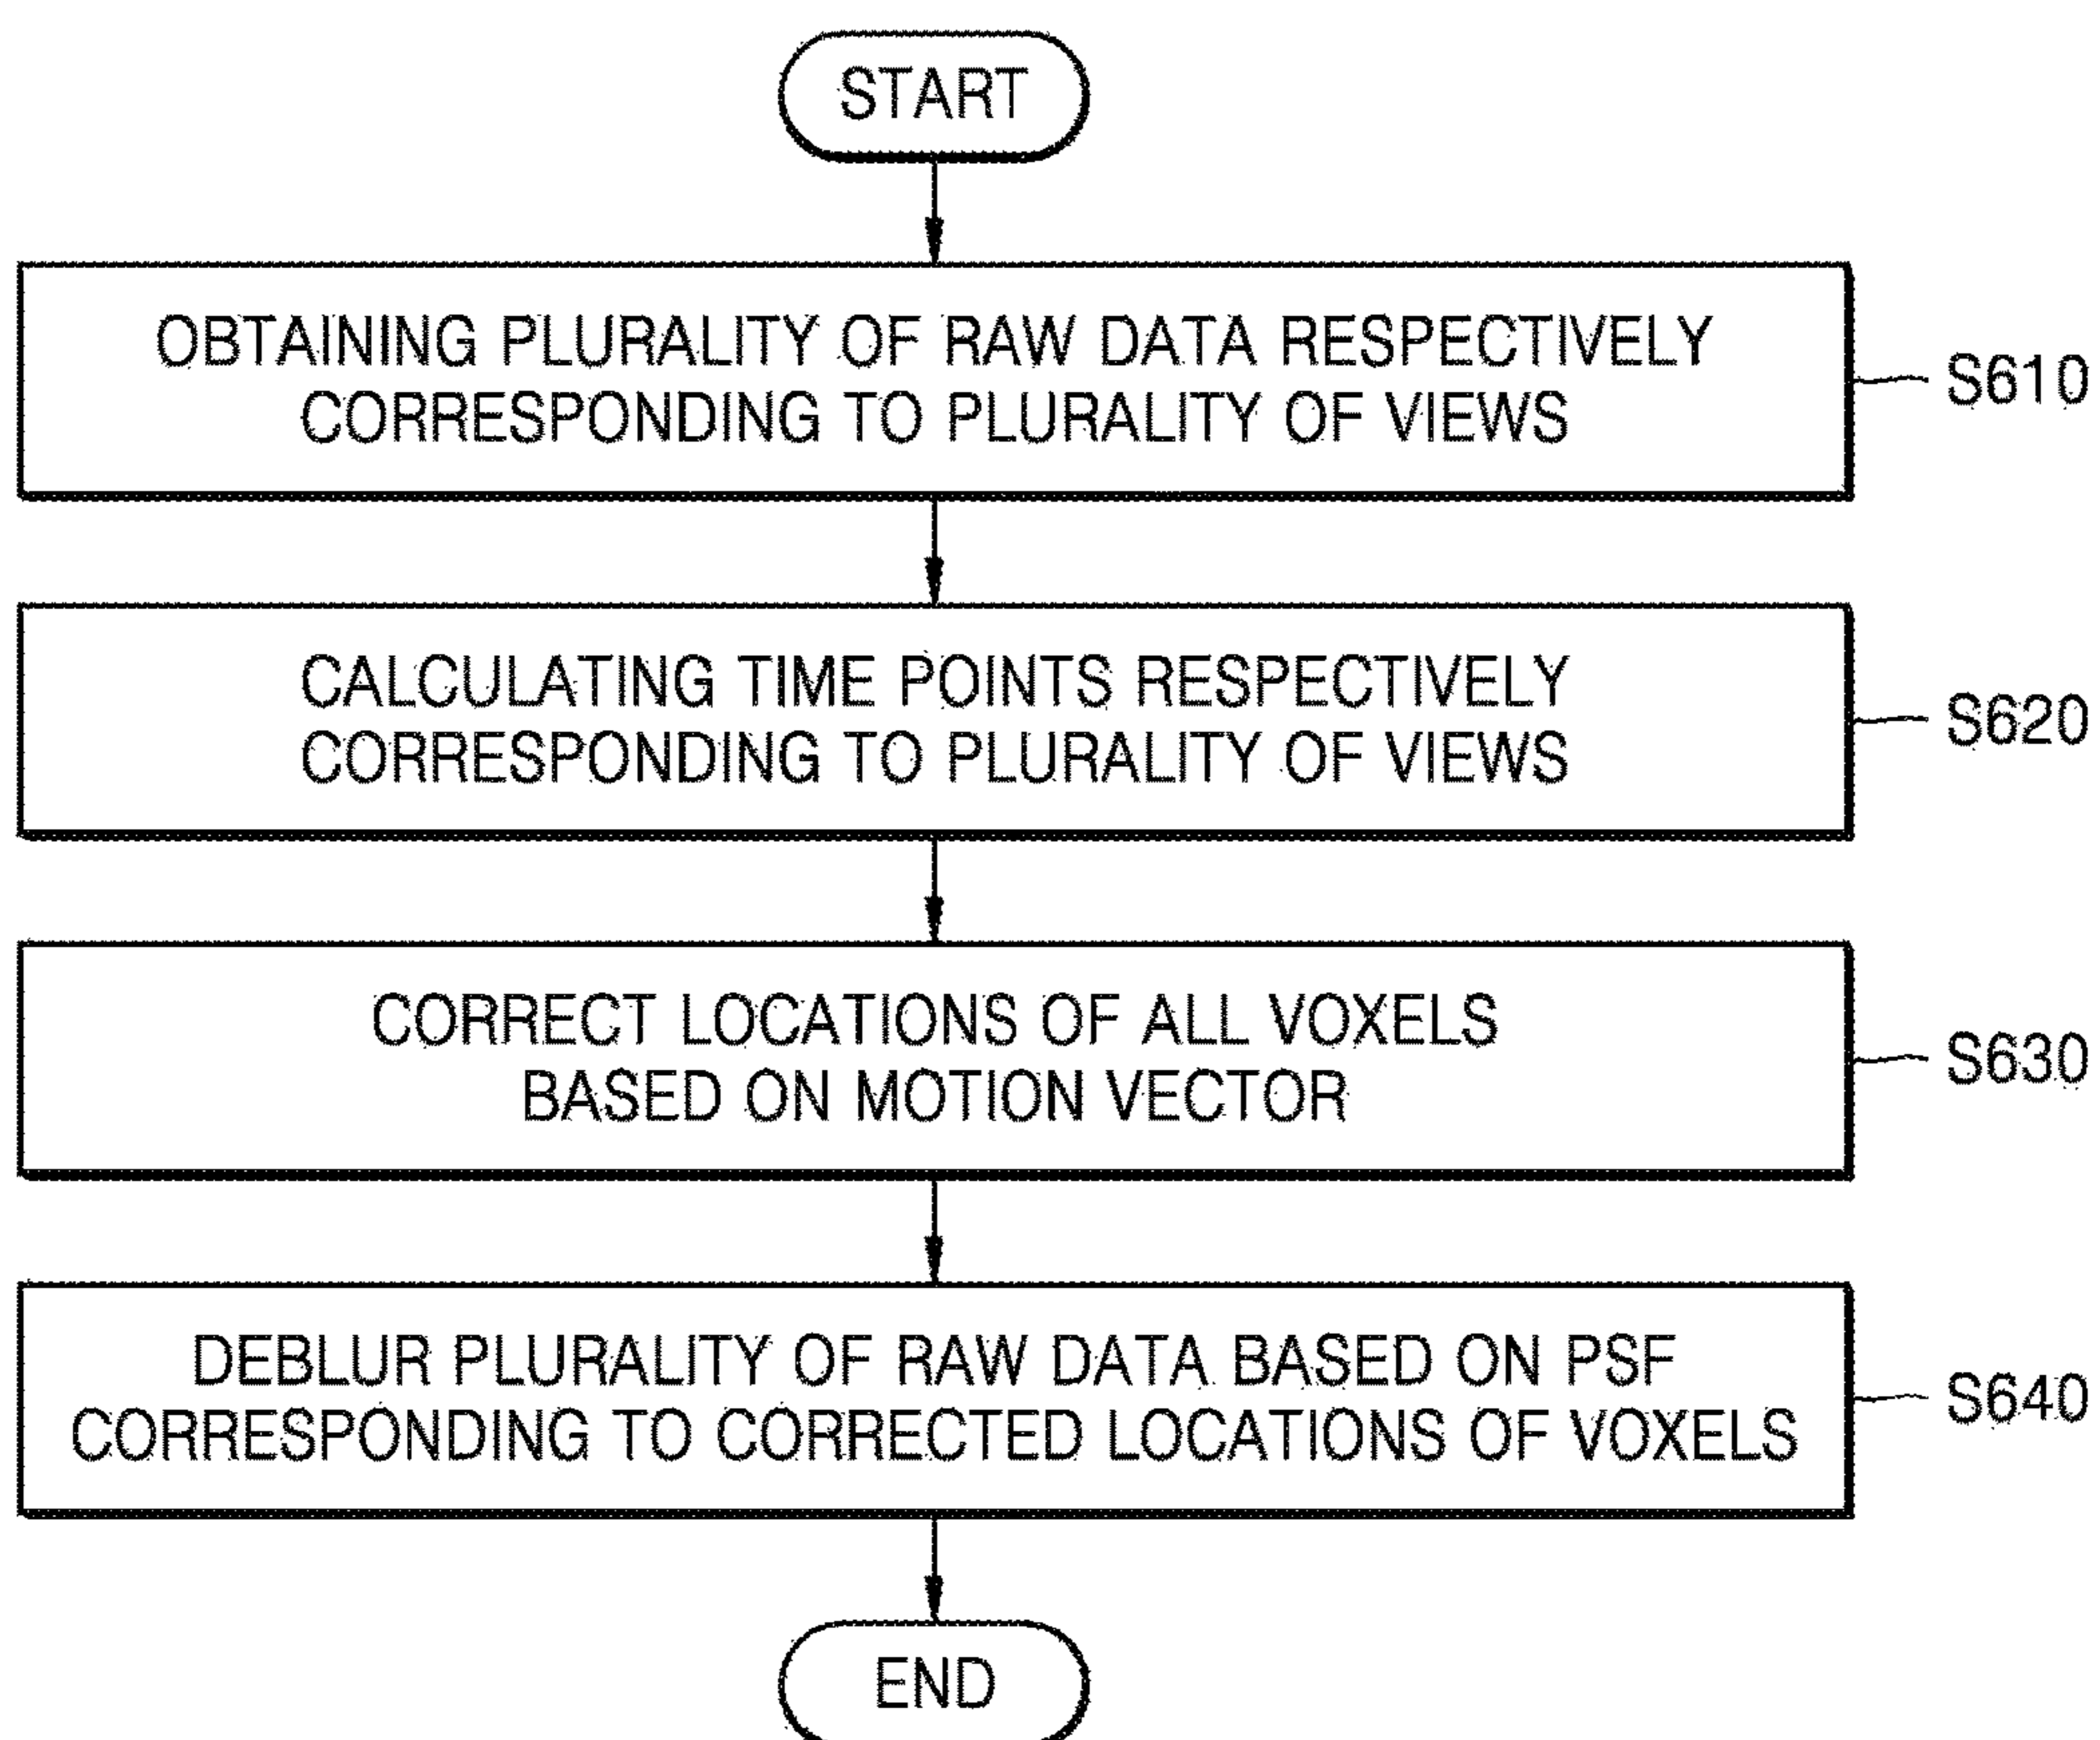 START
OBTAINING PLURALITY OF RAW DATA RESPECTIVELY
CORRESPONDING TO PLURALITY OF VIEWS
S610
CALCULATING TIME POINTS RESPECTIVELY
CORRESPONDING TO PLURALITY OF VIEWS
S620
CORRECT LOCATIONS OF ALL VOXELS
BASED ON MOTION VECTOR
S630
DEBLUR PLURALITY OF RAW DATA BASED ON PSF
CORRESPONDING TO CORRECTED LOCATIONS OF VOXELS
S640
END